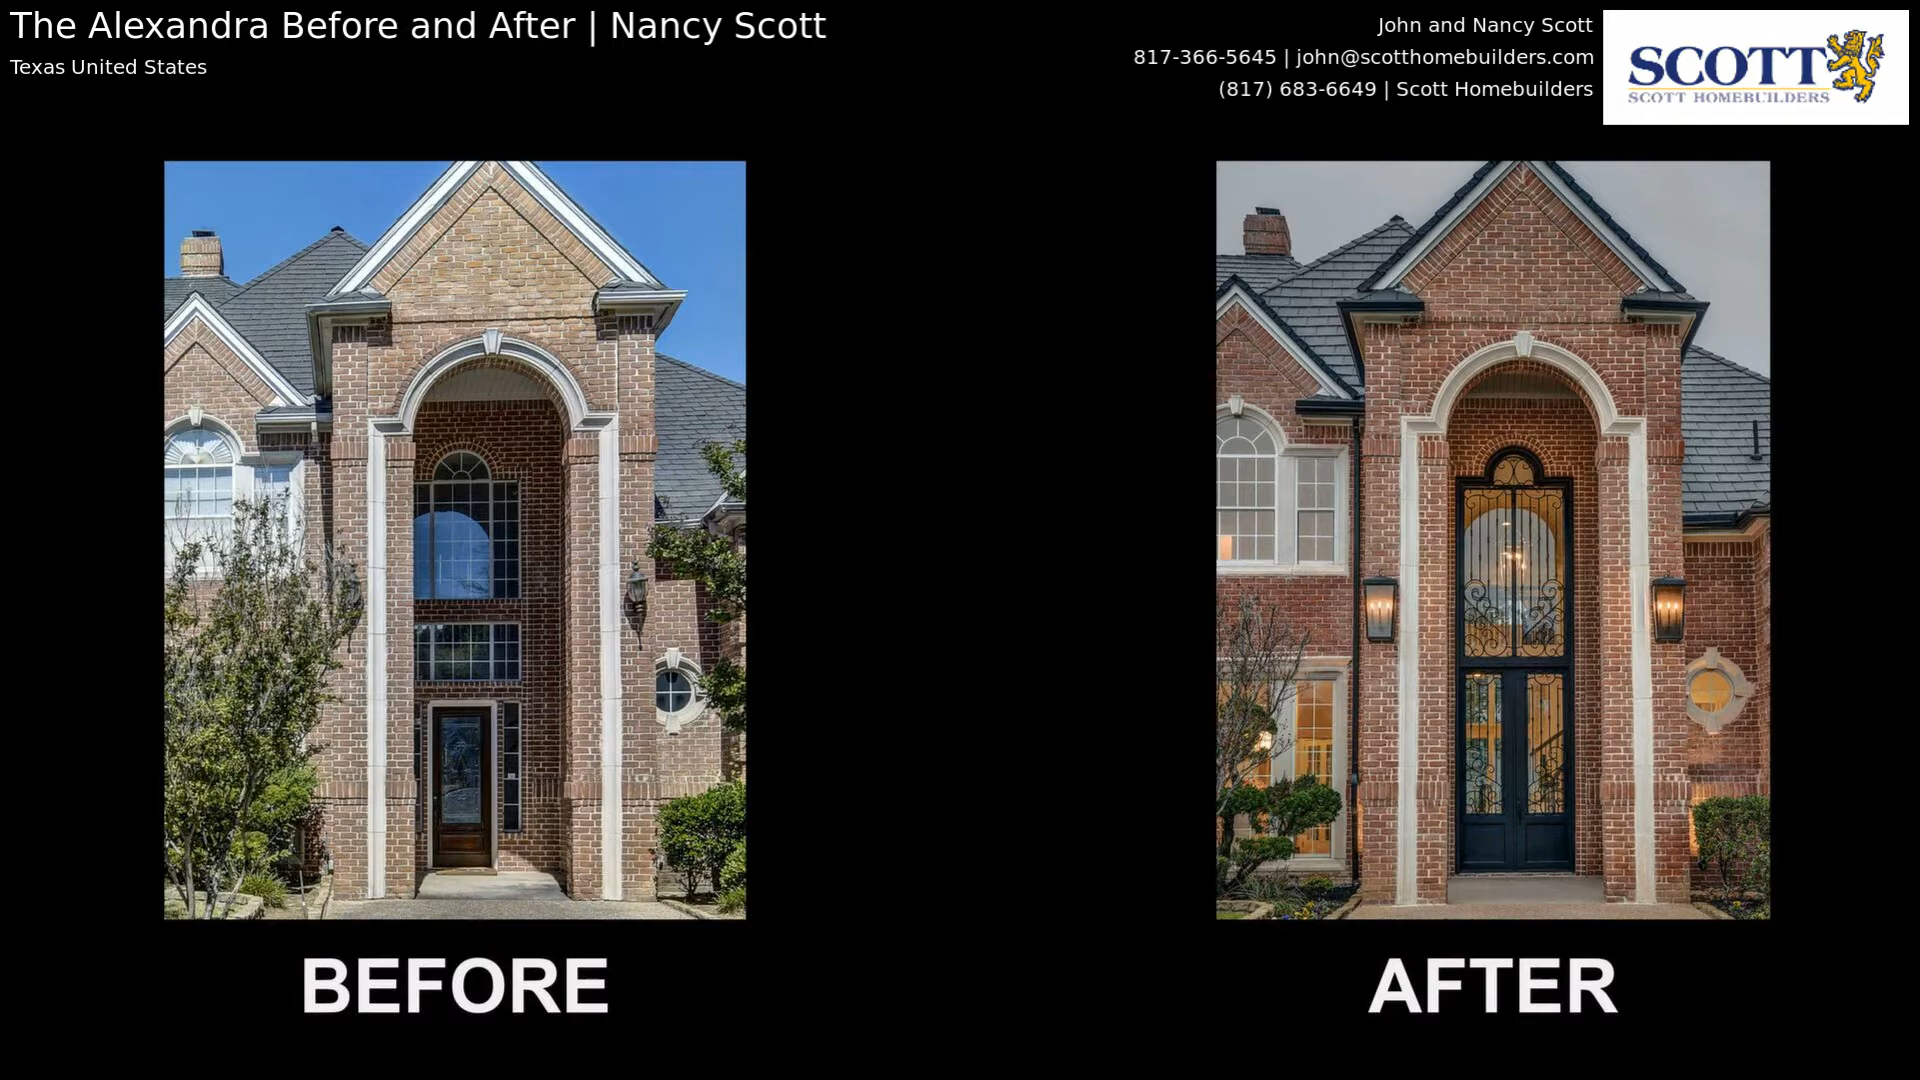 The Alexandra Before and After | Nancy Scott
Texas United States
John and Nancy Scott
817-366-5645 | john@scotthomebuilders.com
(817) 683-6649 | Scott Homebuilders
SCOTT
SCOTT HOMEBUILDERS
BEFORE
AFTER